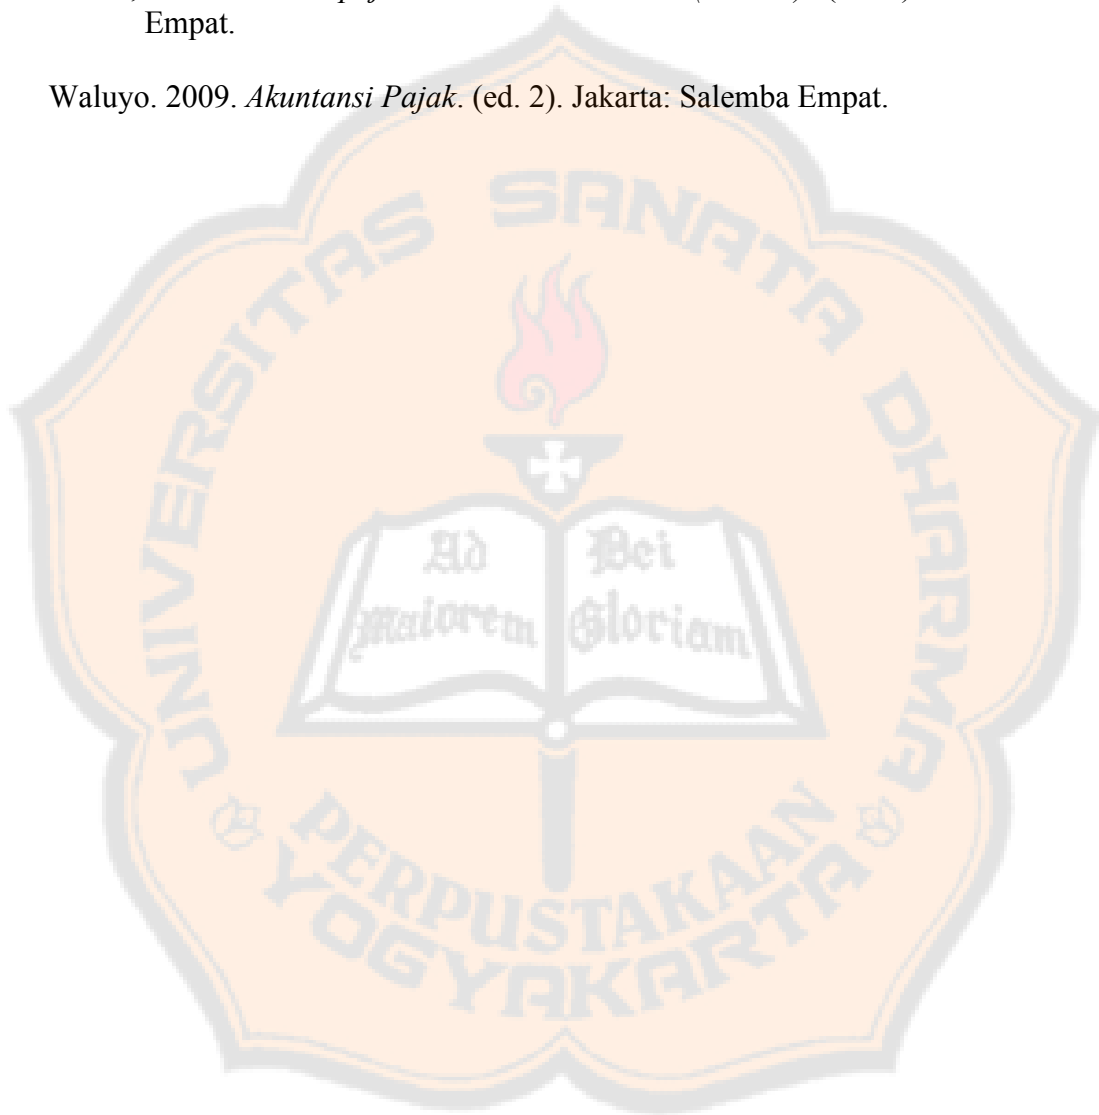 Empat.
Waluyo. 2009. Akuntansi Pajak. (ed. 2). Jakarta: Salemba Empat.
UNIVERSITAS SANATA DHARMA
Ad
Dei
maiorem
Gloriam
PERPUSTAKAAN
YOGYAKARTA